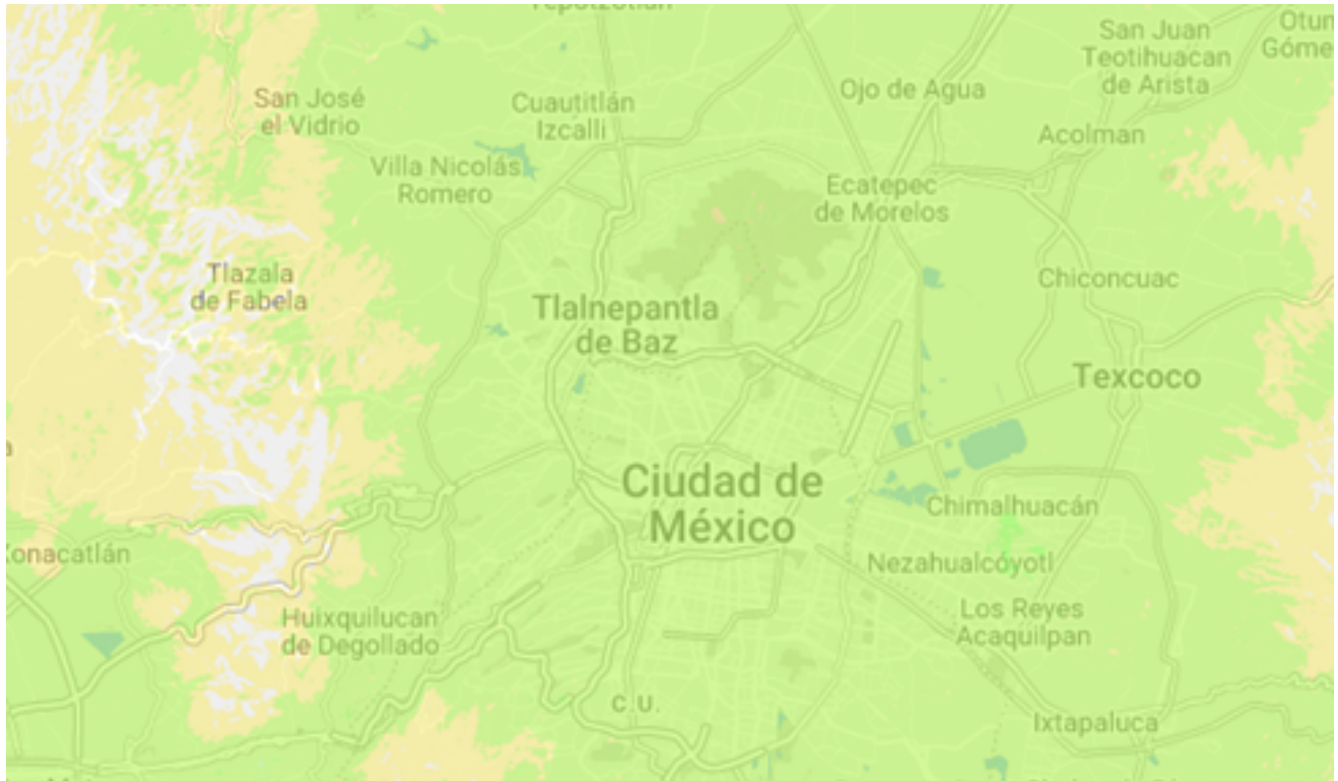 Tepotzotlán
San Juan
Teotihuacan
de Arista
Ojo de Agua
San José
el Vidrio
Cuautitlán
Izcalli
Acolman
Villa Nicolás
Romero
Ecatepec
de Morelos
Tlazala
de Fabela
Chiconcuac
Tlalnepantla
de Baz
Texcoco
Ciudad de
México
Chimalhuacán
Nezahualcóyotl
Huixquilucan
de Degollado
Los Reyes
Acaquilpan
C.U.
Ixtapaluca